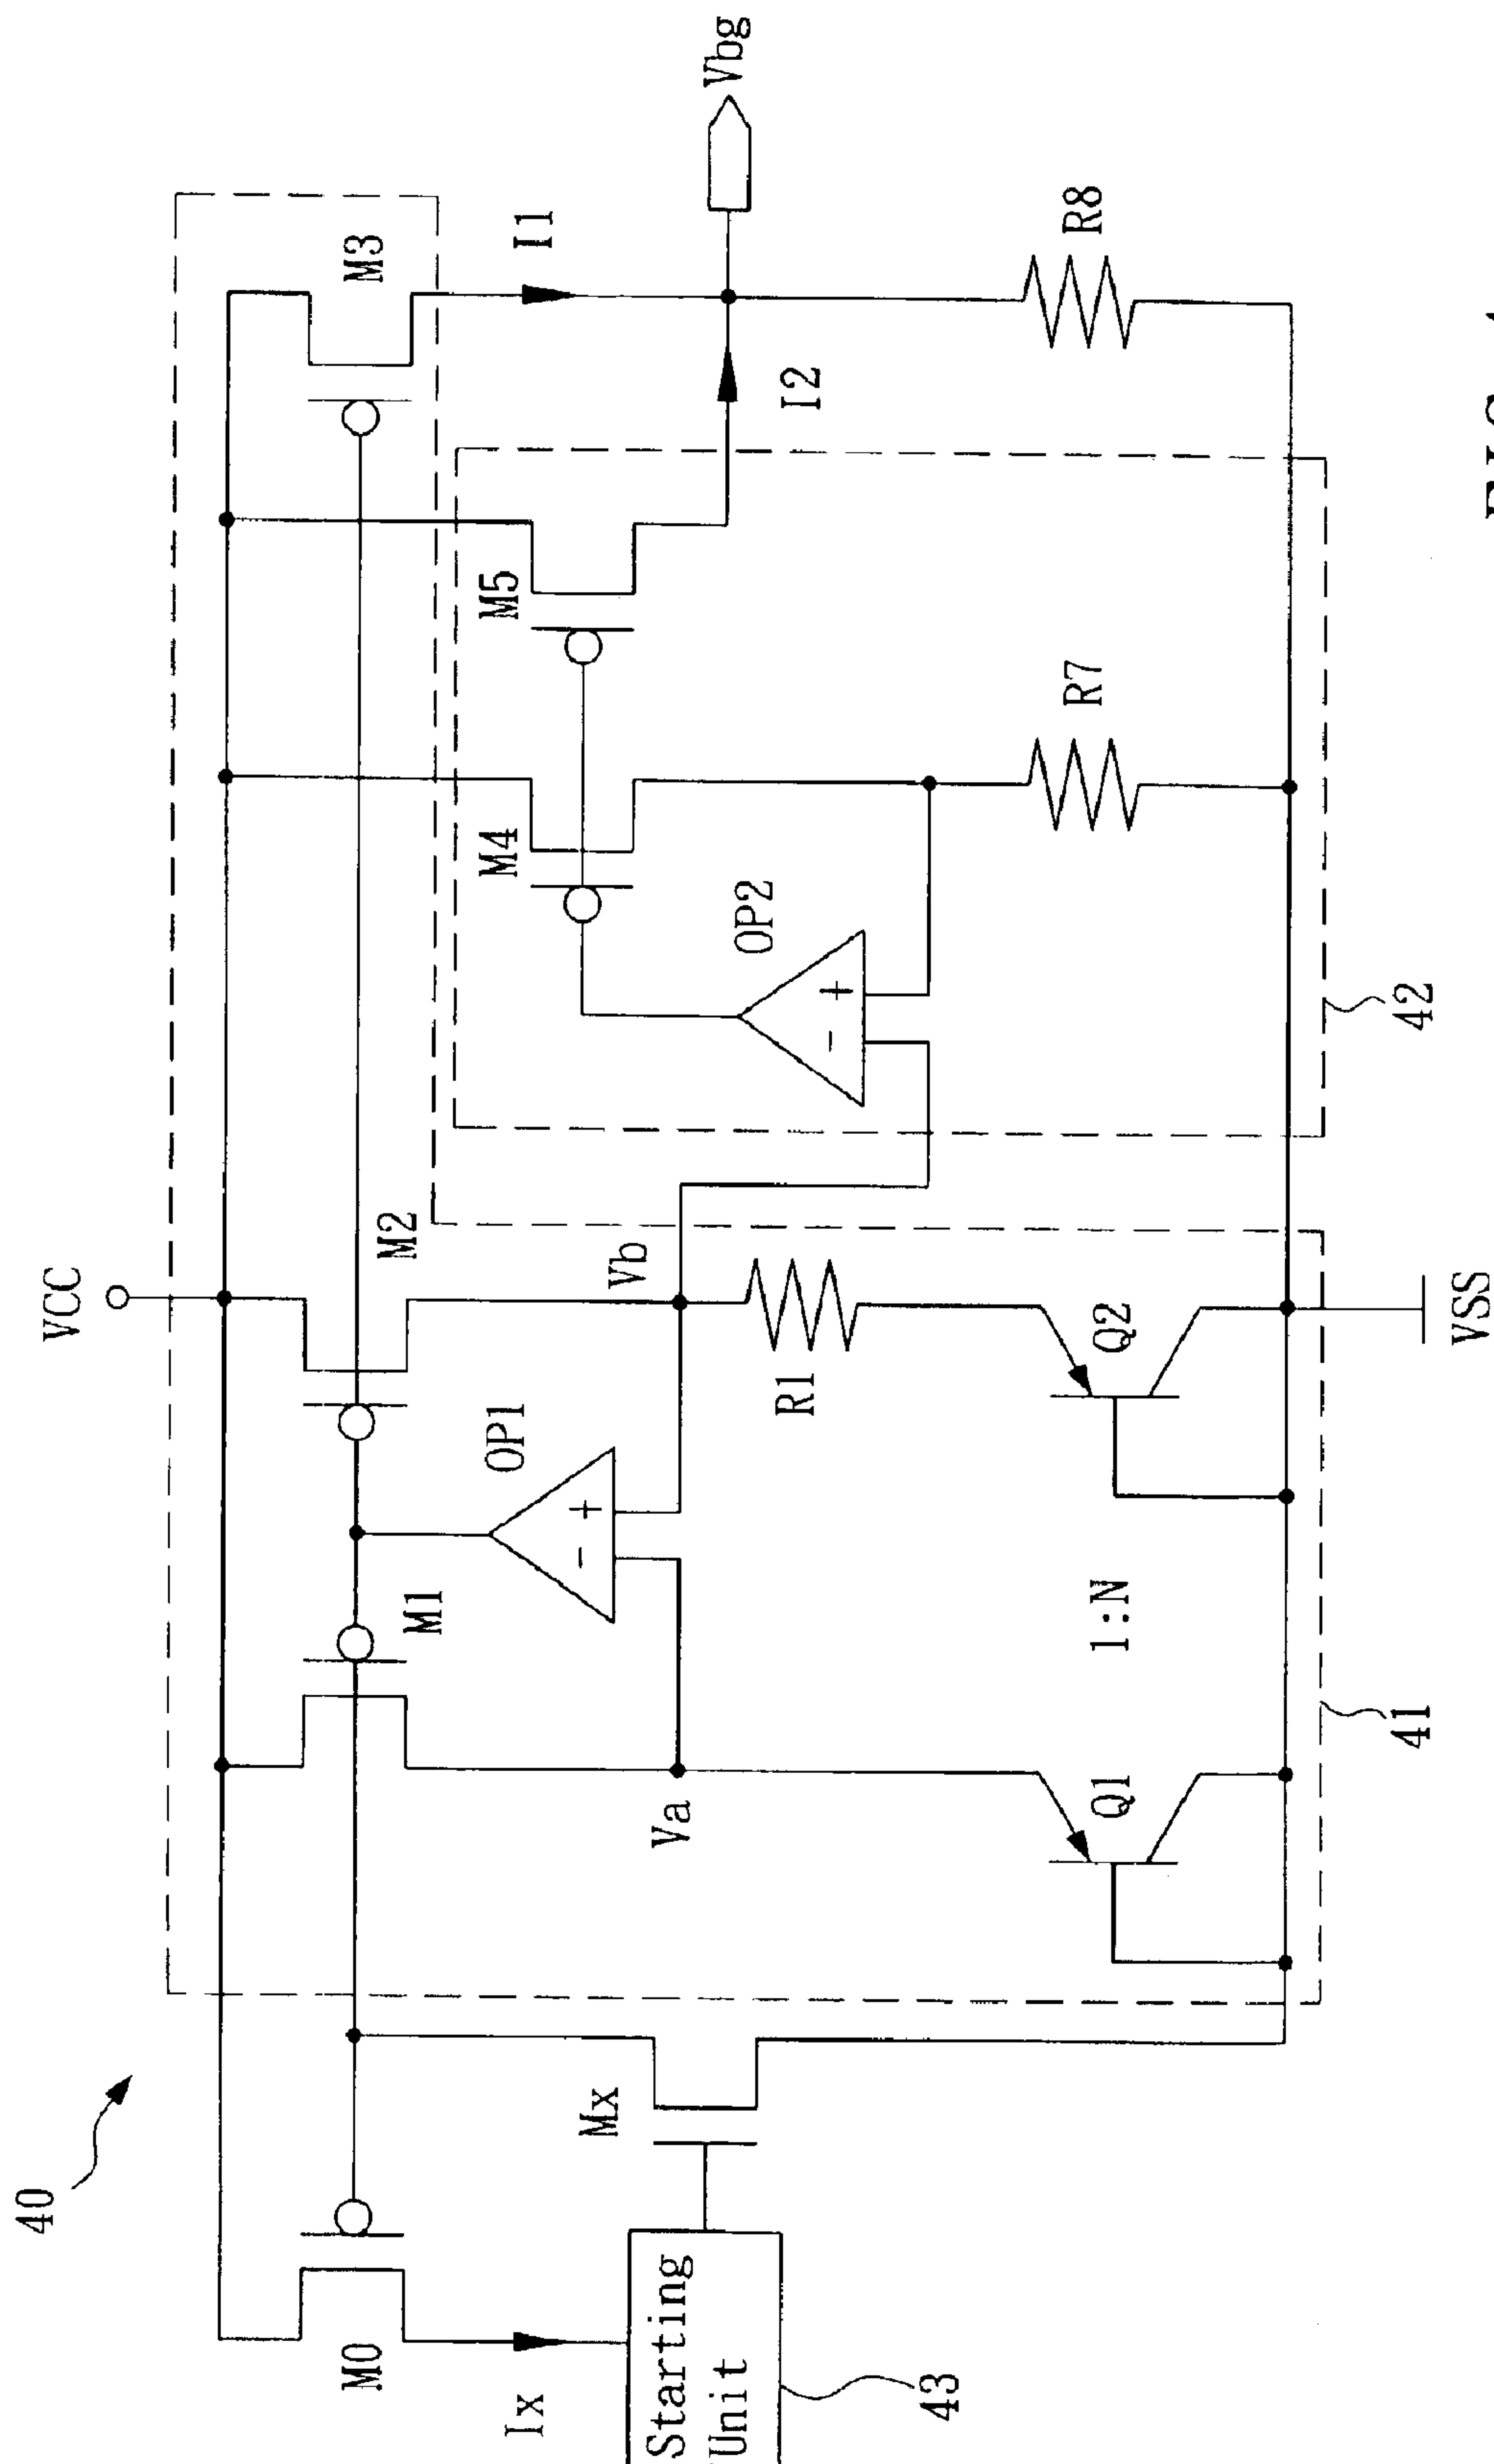 40
VCC
M0
M1
M2
M3
Ix
Starting
Unit
43
Mx
OP1
- +
Va
Vb
R1
Q1
1:N
Q2
41
VSS
M4
M5
OP2
- +
R7
42
I1
I2
Vbg
R8